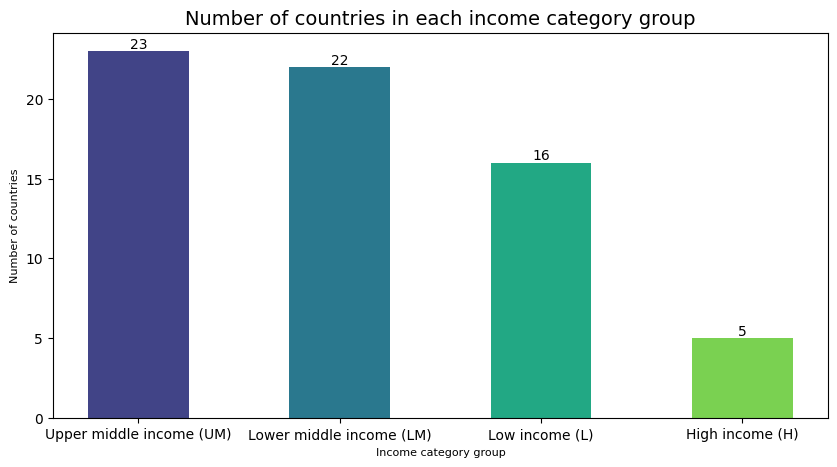 Number of countries in each income category group
23
22
16
5
Number of countries
20
15
10
5
0
Upper middle income (UM)
Lower middle income (LM)
Low income (L)
High income (H)
Income category group